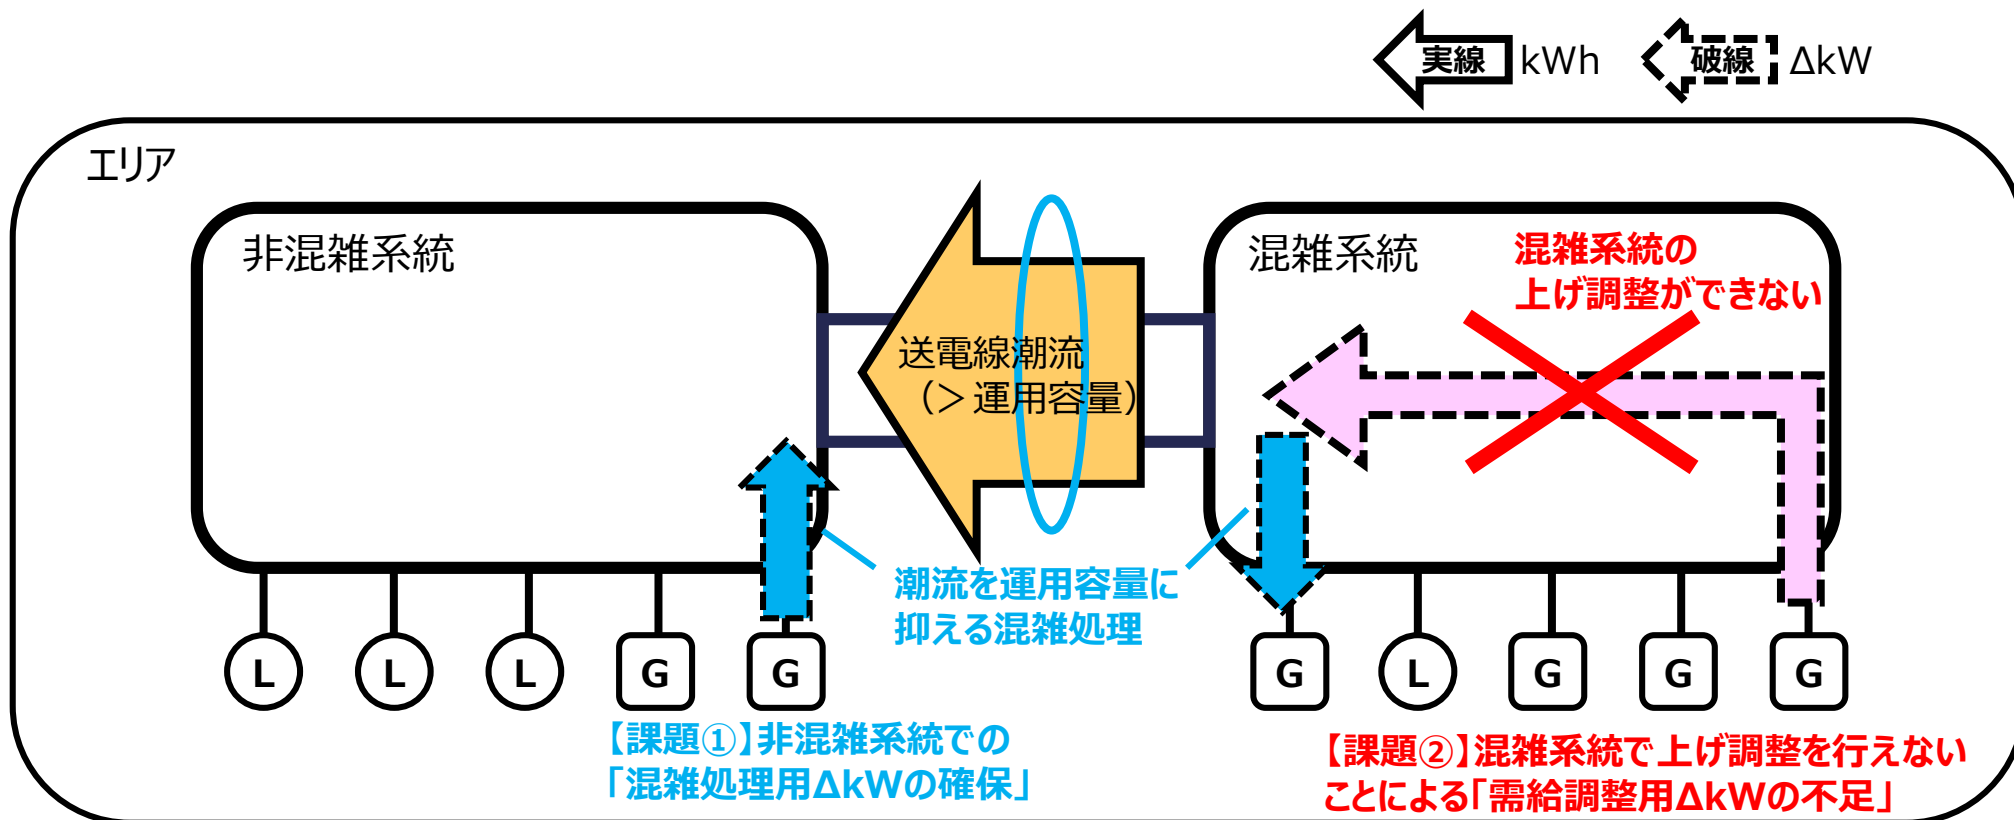 実線 kWh 破線 ΔkW
エリア
非混雑系統
混雑系統
混雑系統の
上げ調整ができない
送電線潮流
（＞運用容量）
潮流を運用容量に
抑える混雑処理
L L L G G G L G G G
【課題①】非混雑系統での
「混雑処理用ΔkWの確保」
【課題②】混雑系統で上げ調整を行えない
ことによる「需給調整用ΔkWの不足」